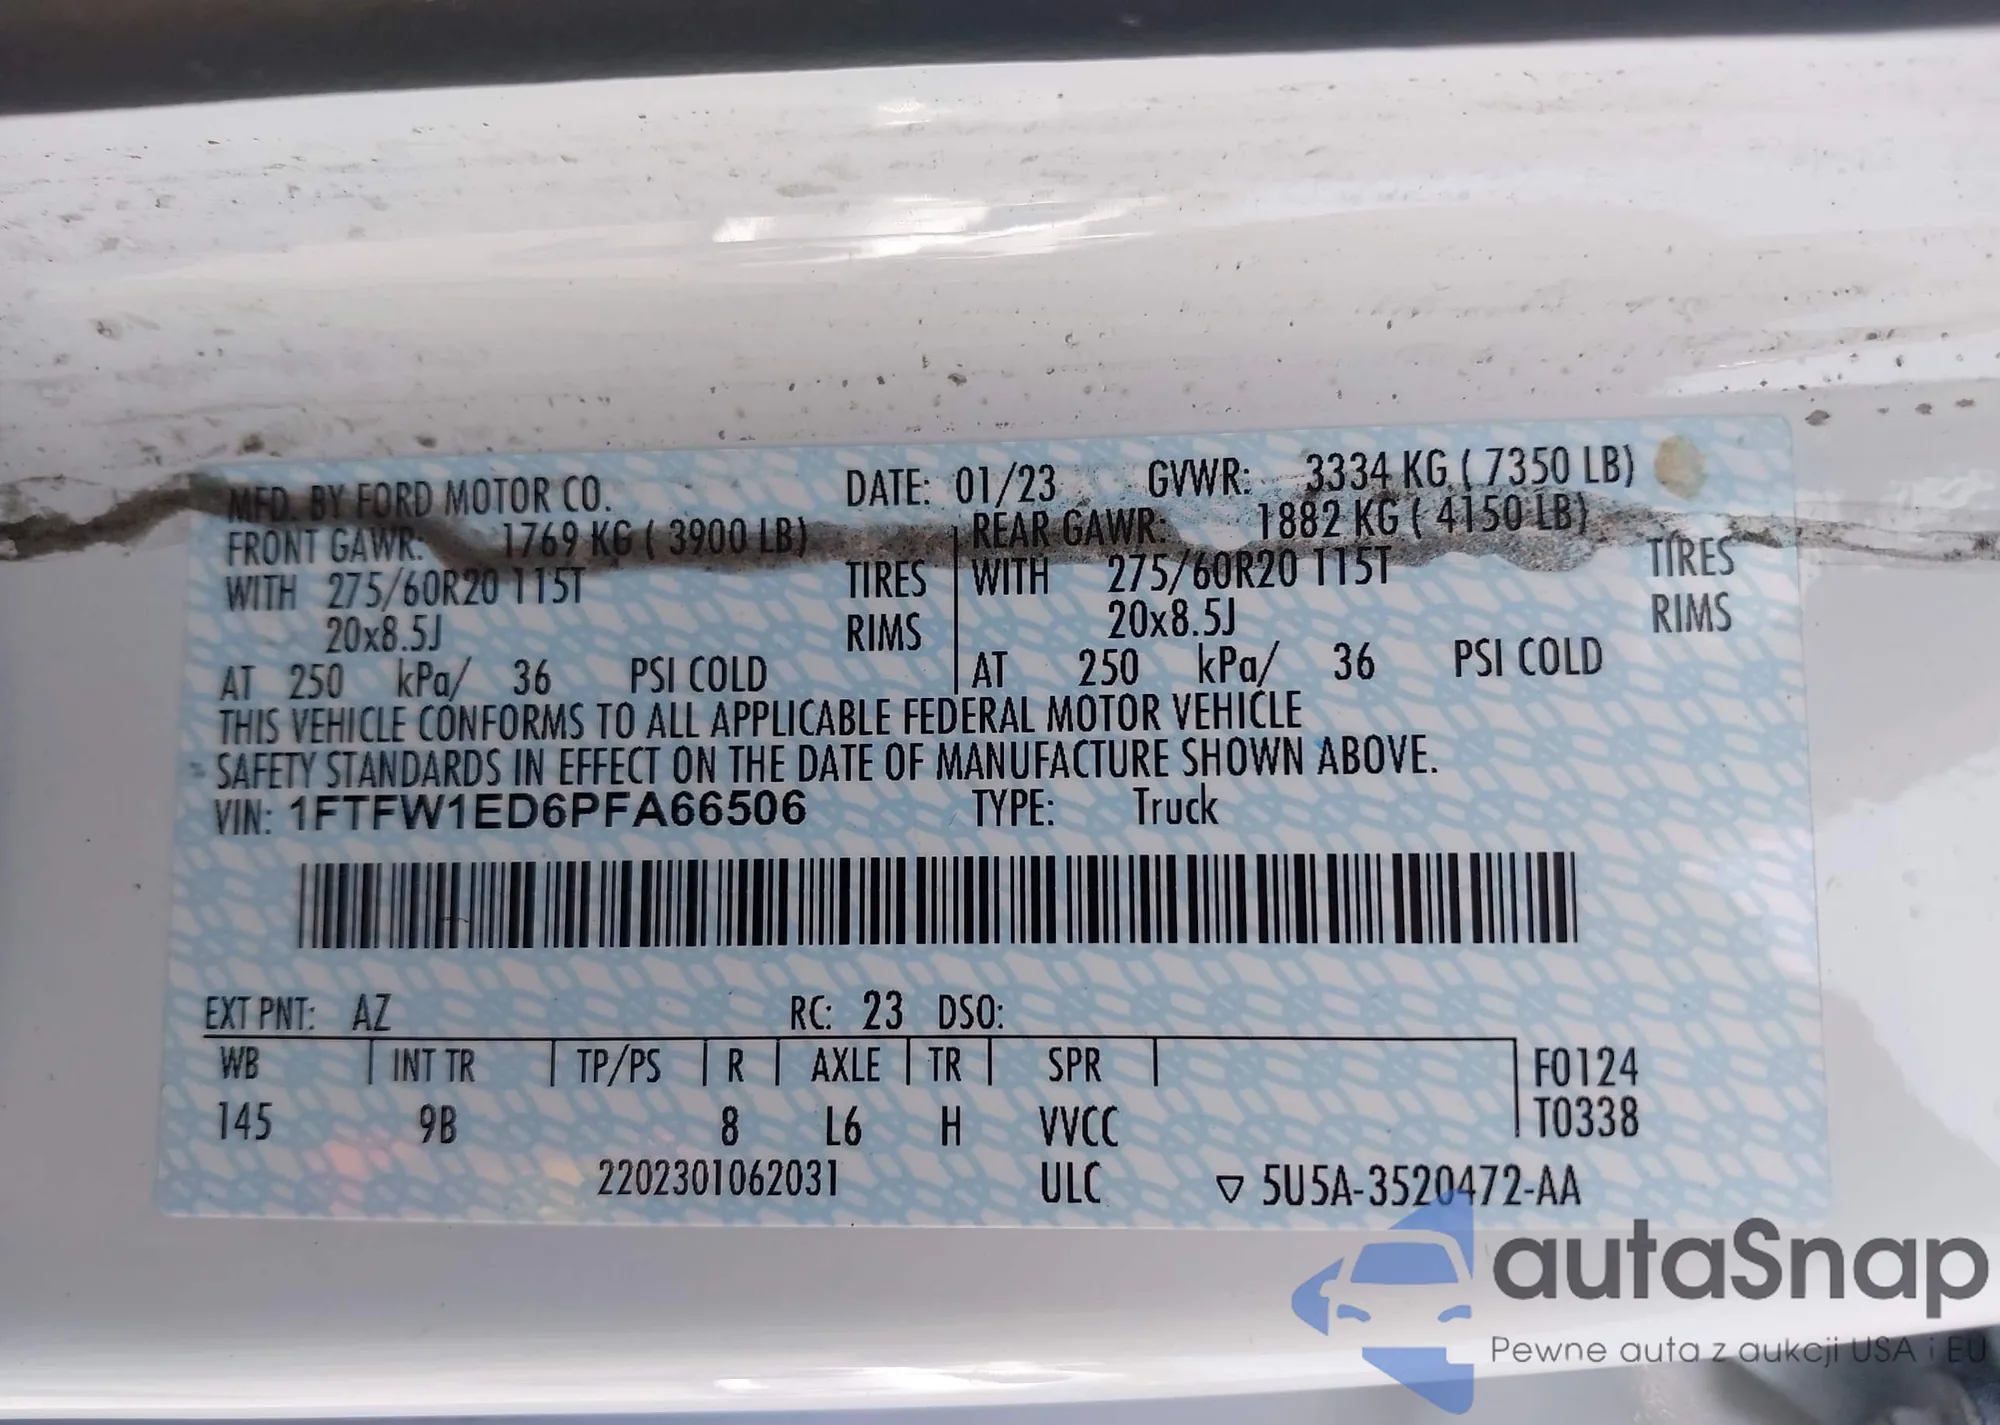 MFD. BY FORD MOTOR CO. DATE: 01/23 GVWR: 3334 KG ( 7350 LB)
FRONT GAWR: 1769 KG ( 3900 LB) REAR GAWR: 1882 KG ( 4150 LB)
WITH 275/60R20 115T TIRES WITH 275/60R20 115T TIRES
20x8.5J RIMS 20x8.5J RIMS
AT 250 kPa/ 36 PSI COLD AT 250 kPa/ 36 PSI COLD
THIS VEHICLE CONFORMS TO ALL APPLICABLE FEDERAL MOTOR VEHICLE
SAFETY STANDARDS IN EFFECT ON THE DATE OF MANUFACTURE SHOWN ABOVE.
VIN: 1FTFW1ED6PFA66506 TYPE: Truck
EXT PNT: AZ RC: 23 DSO:
WB INT TR TP/PS R AXLE TR SPR F0124
145 9B 8 L6 H VVCC T0338
2202301062031 ULC ▽ 5U5A-3520472-AA
autaSnap
Pewne auta z aukcji USA i EU